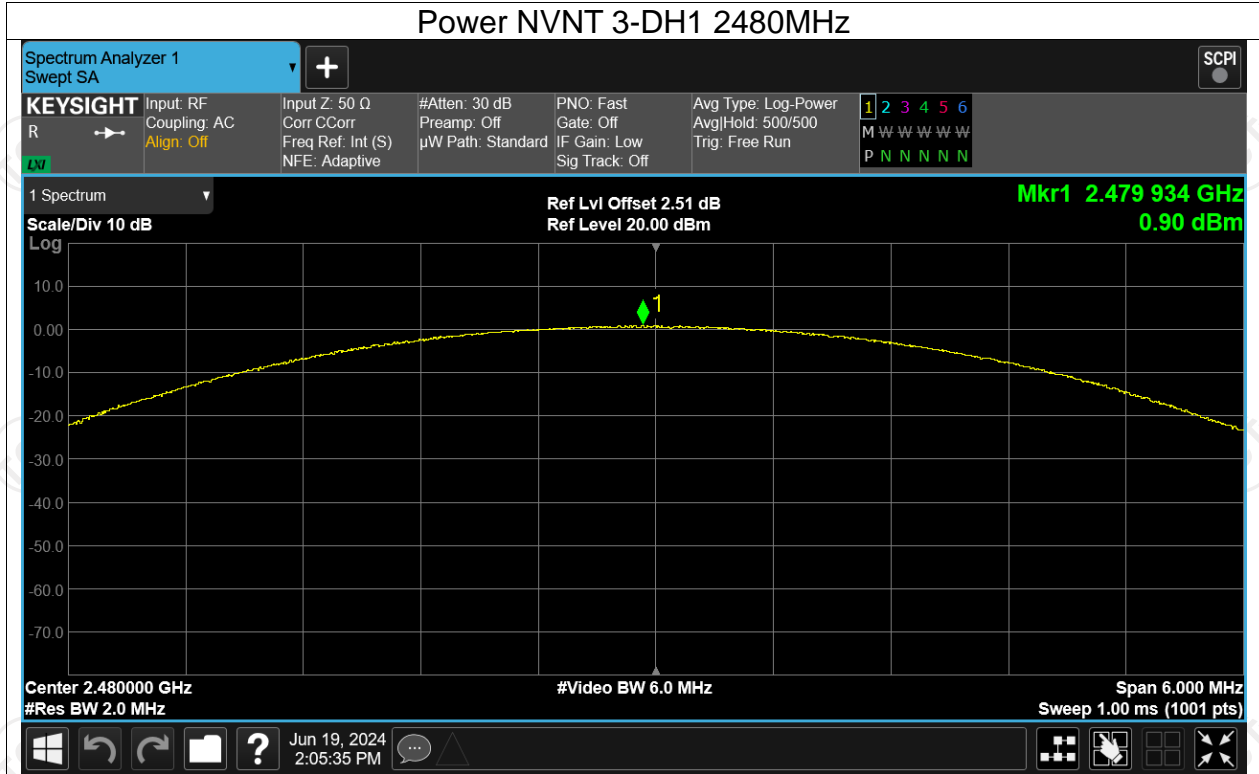 Power NVNT 3-DH1 2480MHz
Spectrum Analyzer 1
Swept SA
SCPI
KEYSIGHT
R
LXI
Input: RF
Coupling: AC
Align: Off
Input Z: 50 Ω
Corr CCorr
Freq Ref: Int (S)
NFE: Adaptive
#Atten: 30 dB
Preamp: Off
µW Path: Standard
PNO: Fast
Gate: Off
IF Gain: Low
Sig Track: Off
Avg Type: Log-Power
Avg|Hold: 500/500
Trig: Free Run
1 2 3 4 5 6
M W W W W W
P N N N N N
1 Spectrum
Scale/Div 10 dB
Ref Lvl Offset 2.51 dB
Ref Level 20.00 dBm
Mkr1 2.479 934 GHz
0.90 dBm
Log
10.0
0.00
-10.0
-20.0
-30.0
-40.0
-50.0
-60.0
-70.0
1
Center 2.480000 GHz
#Video BW 6.0 MHz
Span 6.000 MHz
#Res BW 2.0 MHz
Sweep 1.00 ms (1001 pts)
?
Jun 19, 2024
2:05:35 PM